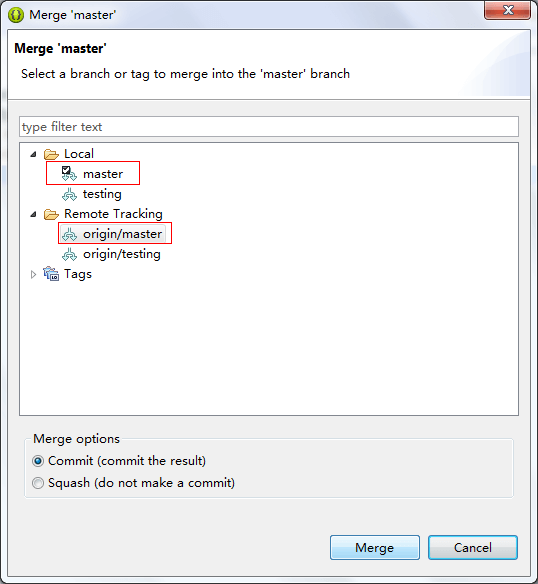 Merge 'master'
Merge 'master'
Select a branch or tag to merge into the 'master' branch
type filter text
Local
master
testing
Remote Tracking
origin/master
origin/testing
Tags
Merge options
Commit (commit the result)
Squash (do not make a commit)
Merge
Cancel